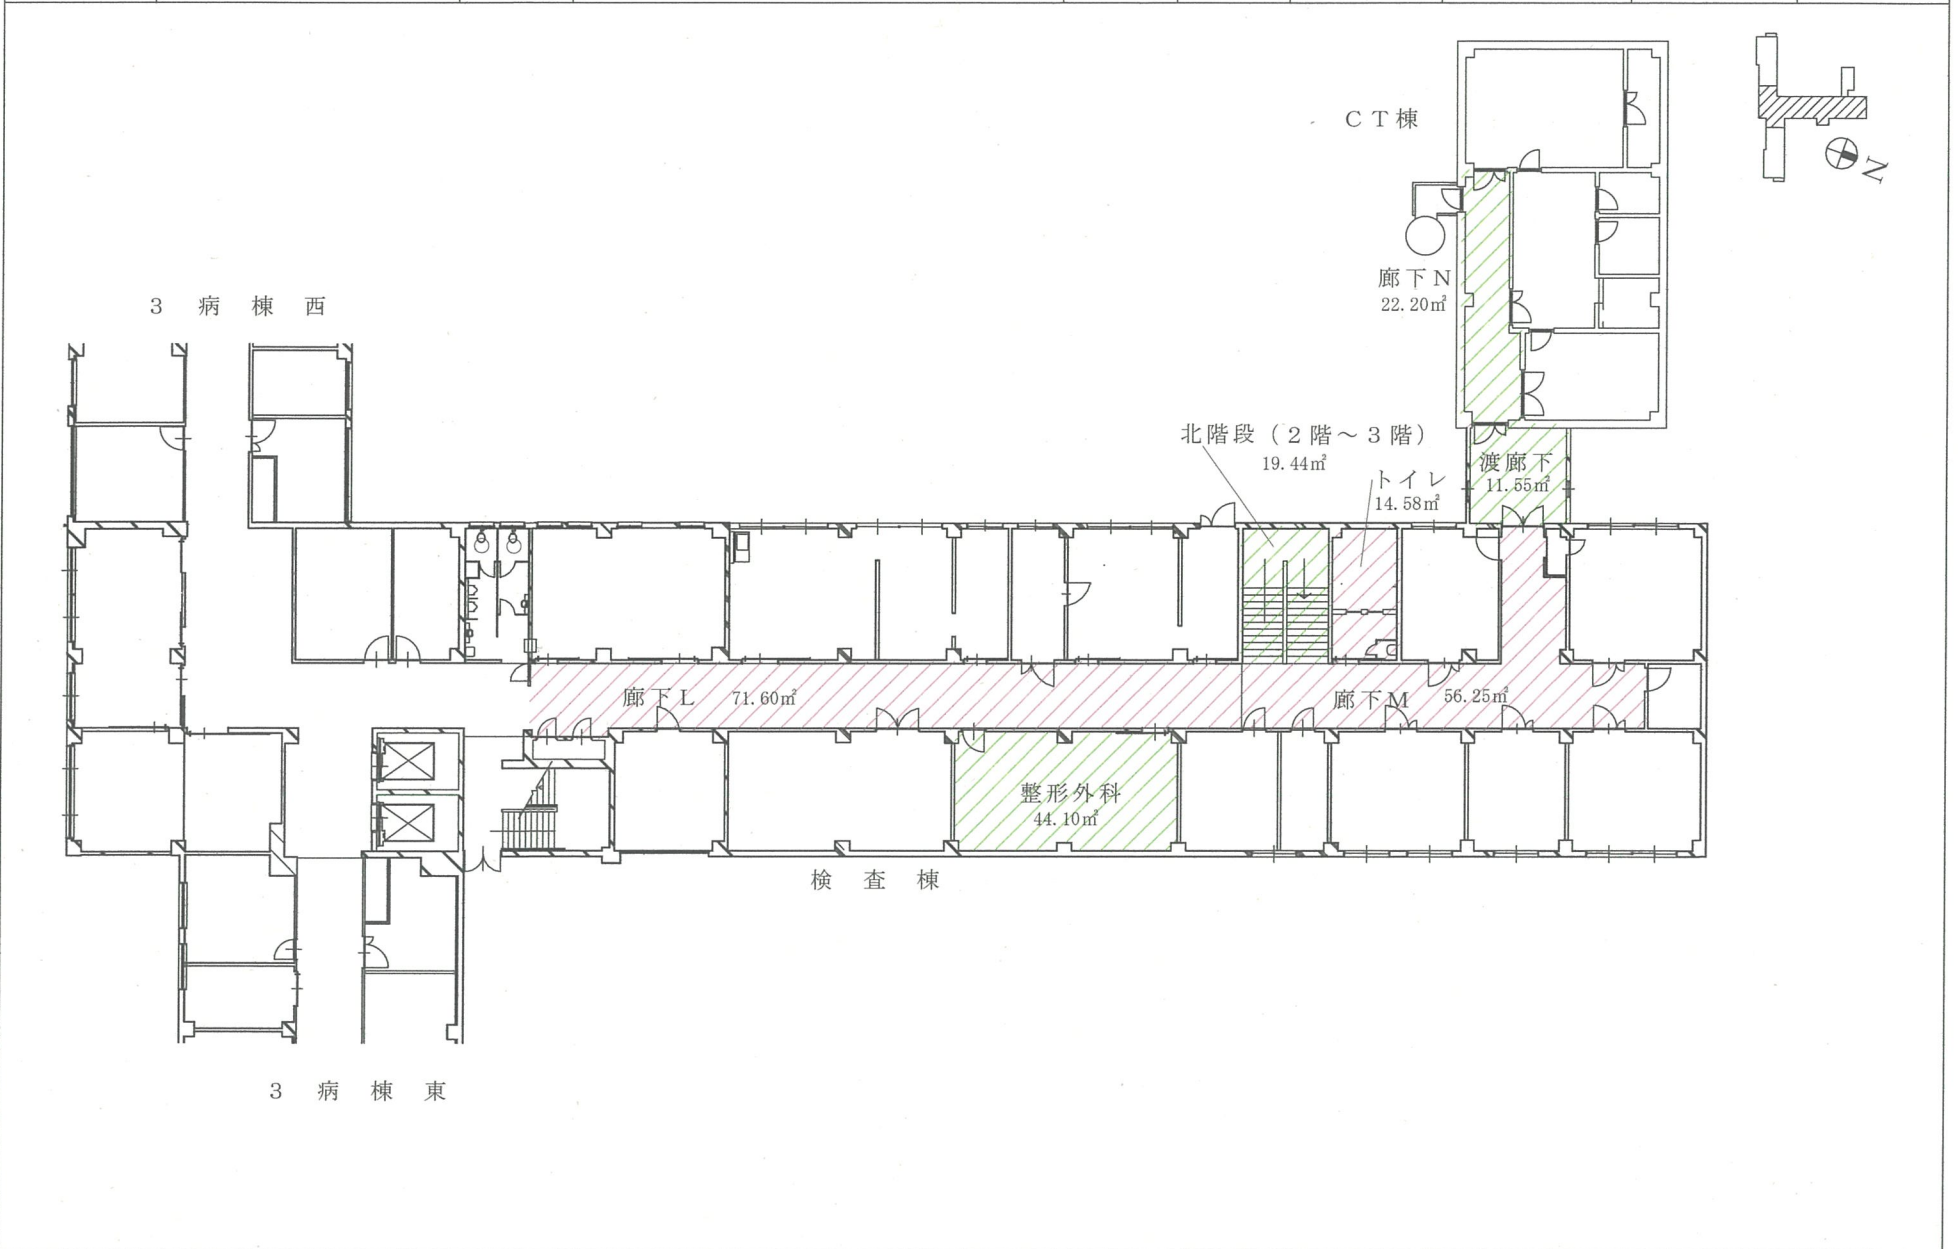 CT棟
N
廊下N
22.20㎡
3 病 棟 西
北階段(2階～3階)
19.44㎡
トイレ
14.58㎡
渡廊下
11.55㎡
廊下L 71.60㎡
廊下M 56.25㎡
整形外科
44.10㎡
検 査 棟
3 病 棟 東